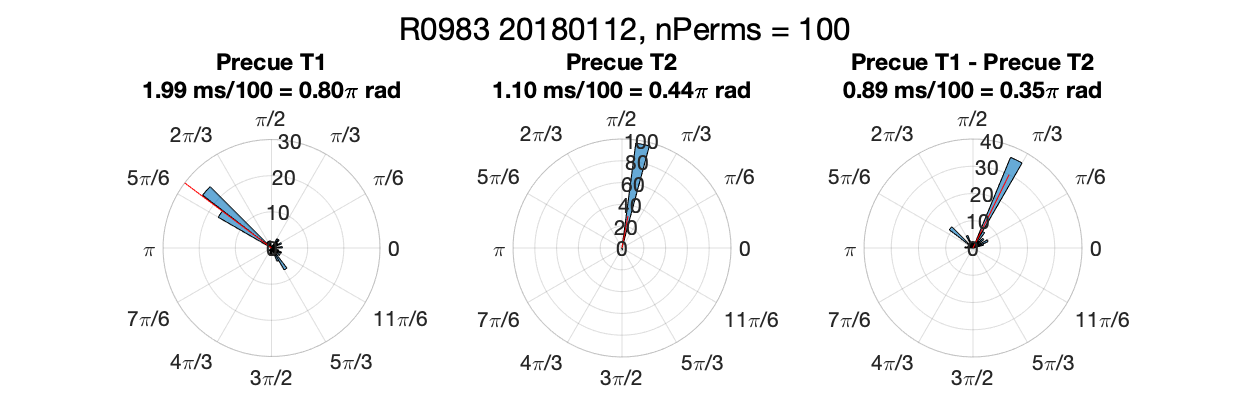 R0983 20180112, nPerms = 100
Precue T1
1.99 ms/100 = 0.80π rad
π/2
2π/3
30
π/3
5π/6
20
π/6
10
π
0
0
7π/6
11π/6
4π/3
5π/3
3π/2
Precue T2
1.10 ms/100 = 0.44π rad
π/2
2π/3
100
π/3
80
5π/6
60
π/6
40
20
π
0
0
7π/6
11π/6
4π/3
5π/3
3π/2
Precue T1 - Precue T2
0.89 ms/100 = 0.35π rad
π/2
2π/3
40
π/3
30
5π/6
20
π/6
10
π
0
0
7π/6
11π/6
4π/3
5π/3
3π/2